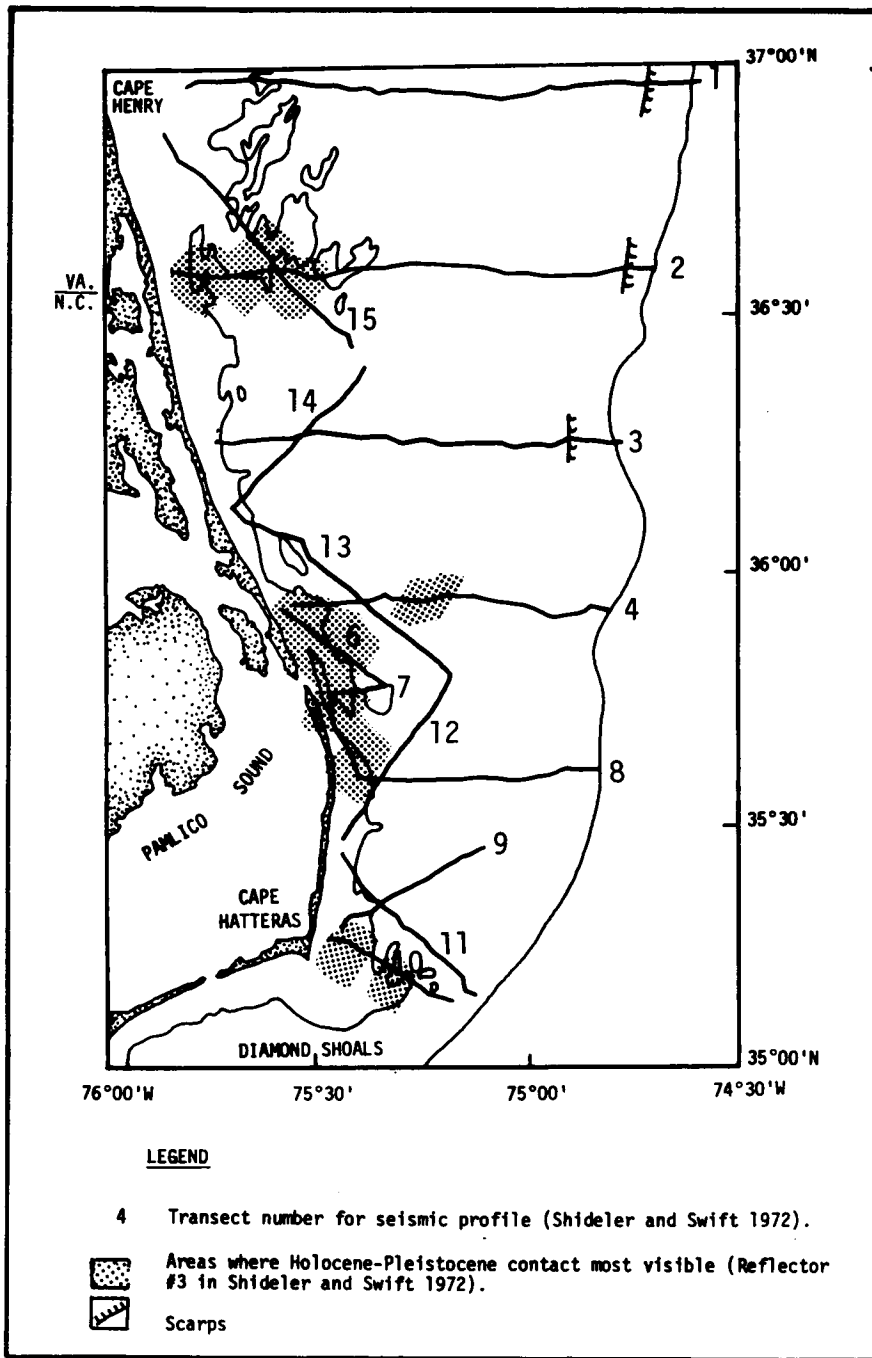 37°00'N
CAPE
HENRY
1
2
VA.
N.C.
36°30'
15
14
3
13
36°00'
4
6
7
12
8
PAMLICO SOUND
35°30'
9
CAPE
HATTERAS
11
10
DIAMOND SHOALS
35°00'N
76°00'W
75°30'
75°00'
74°30'W
LEGEND
4 Transect number for seismic profile (Shideler and Swift 1972).
Areas where Holocene-Pleistocene contact most visible (Reflector
#3 in Shideler and Swift 1972).
Scarps